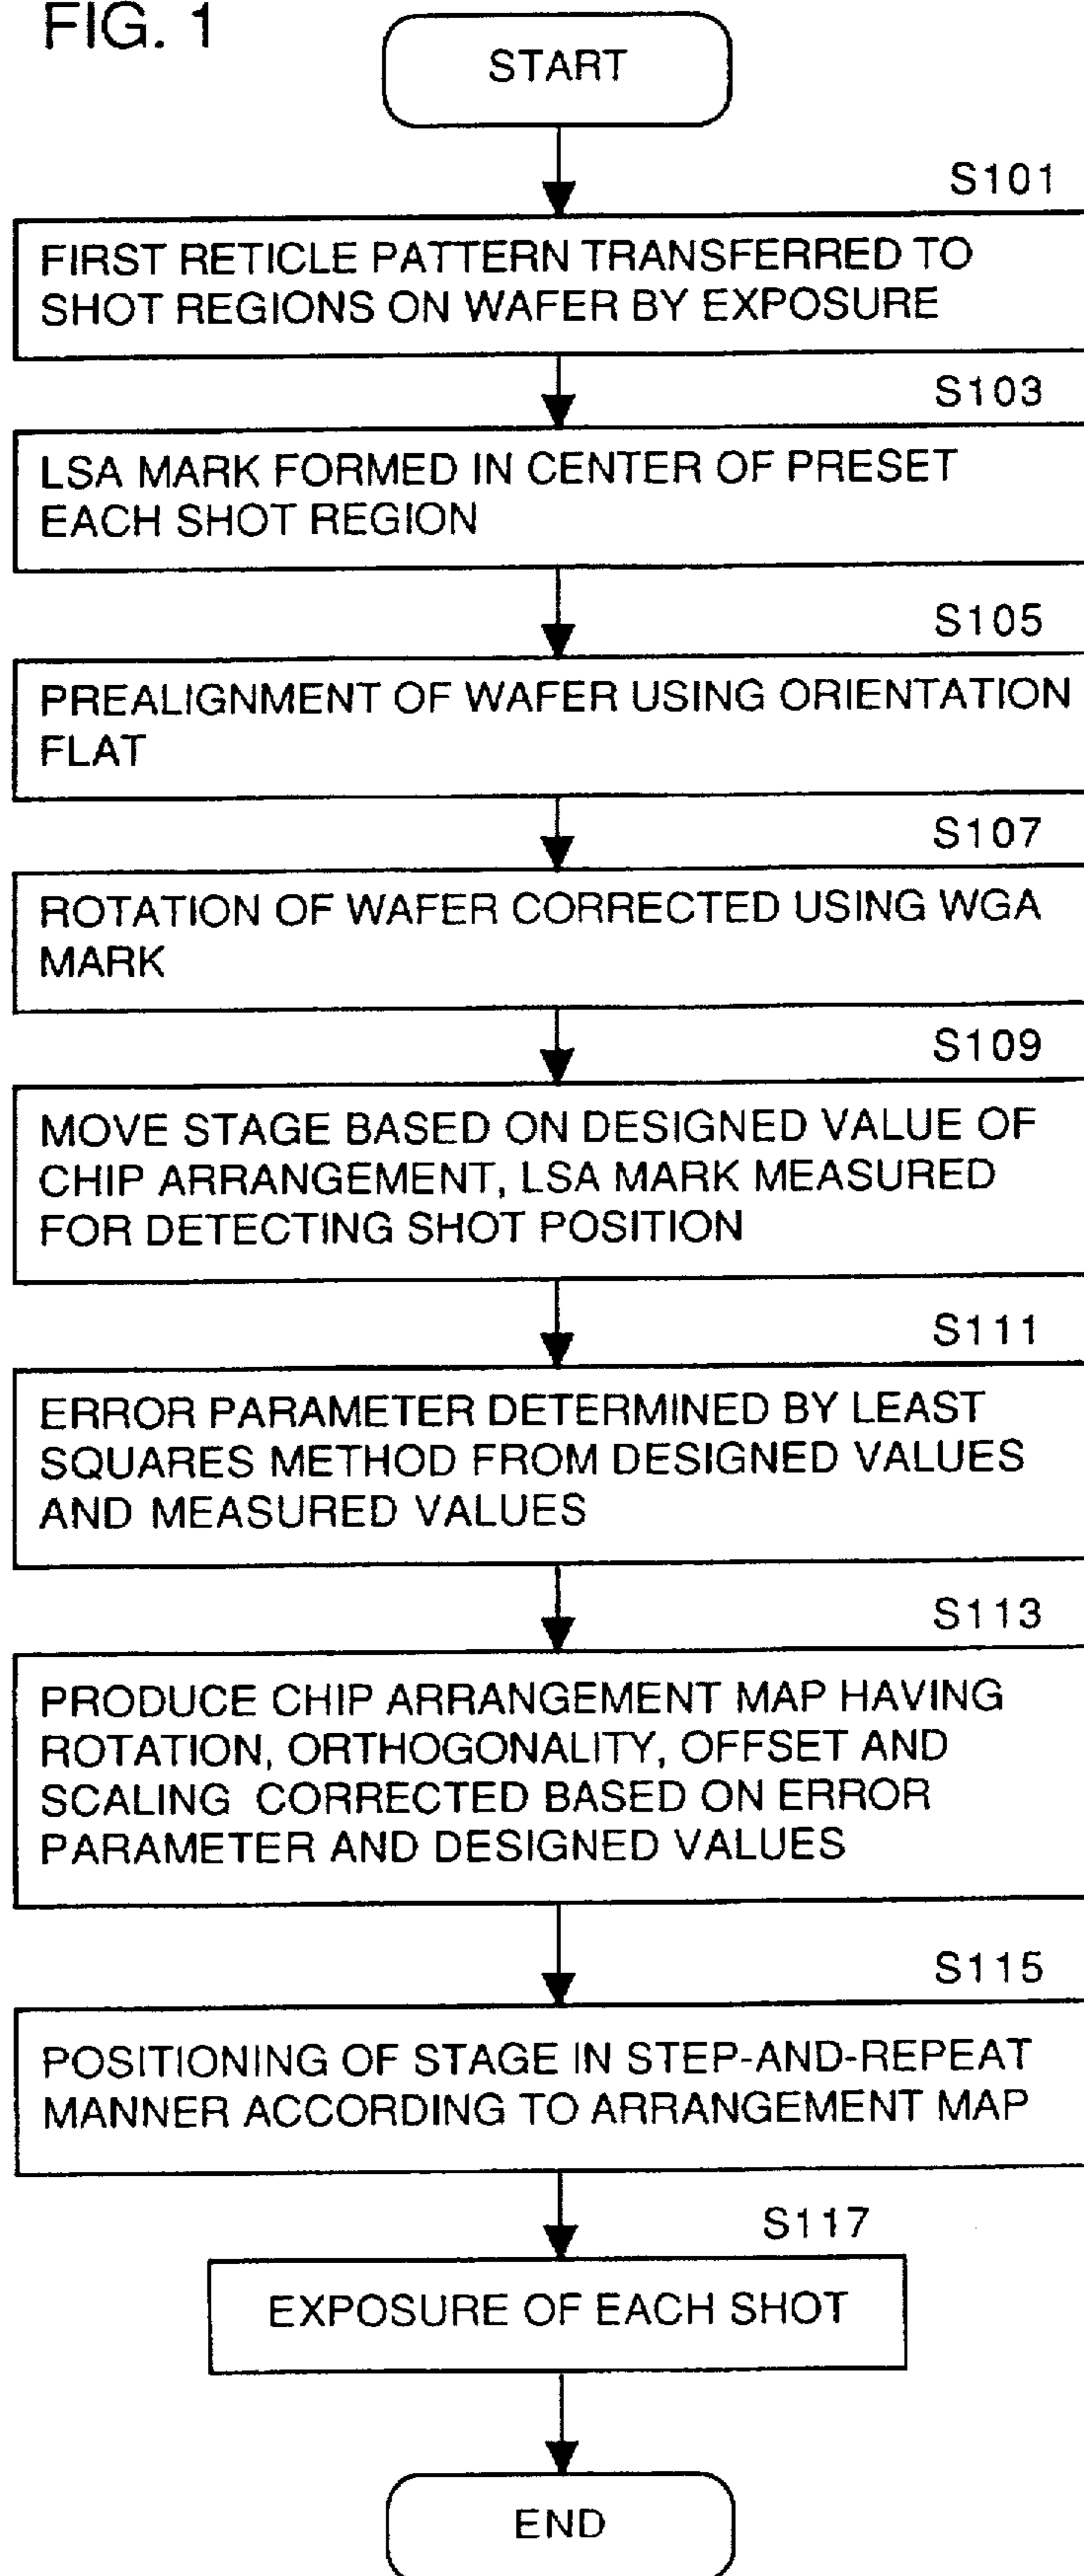 FIG. 1
START
S101
FIRST RETICLE PATTERN TRANSFERRED TO
SHOT REGIONS ON WAFER BY EXPOSURE
S103
LSA MARK FORMED IN CENTER OF PRESET
EACH SHOT REGION
S105
PREALIGNMENT OF WAFER USING ORIENTATION
FLAT
S107
ROTATION OF WAFER CORRECTED USING WGA
MARK
S109
MOVE STAGE BASED ON DESIGNED VALUE OF
CHIP ARRANGEMENT, LSA MARK MEASURED
FOR DETECTING SHOT POSITION
S111
ERROR PARAMETER DETERMINED BY LEAST
SQUARES METHOD FROM DESIGNED VALUES
AND MEASURED VALUES
S113
PRODUCE CHIP ARRANGEMENT MAP HAVING
ROTATION, ORTHOGONALITY, OFFSET AND
SCALING CORRECTED BASED ON ERROR
PARAMETER AND DESIGNED VALUES
S115
POSITIONING OF STAGE IN STEP-AND-REPEAT
MANNER ACCORDING TO ARRANGEMENT MAP
S117
EXPOSURE OF EACH SHOT
END